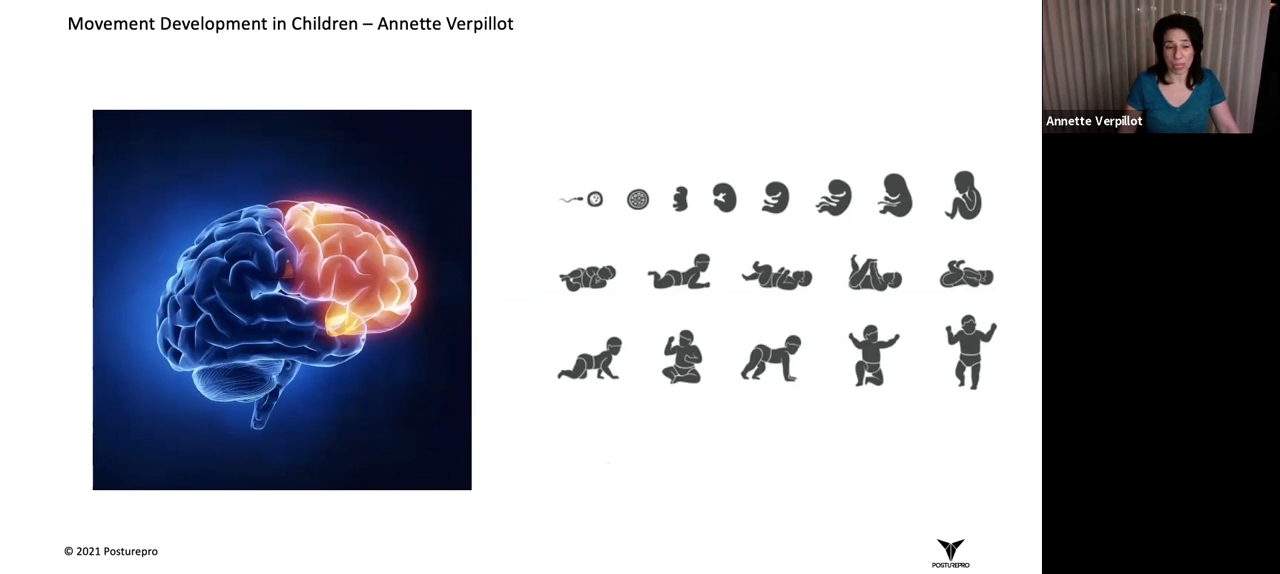 Movement Development in Children – Annette Verpillot
Annette Verpillot
© 2021 Posturepro
POSTUREPRO